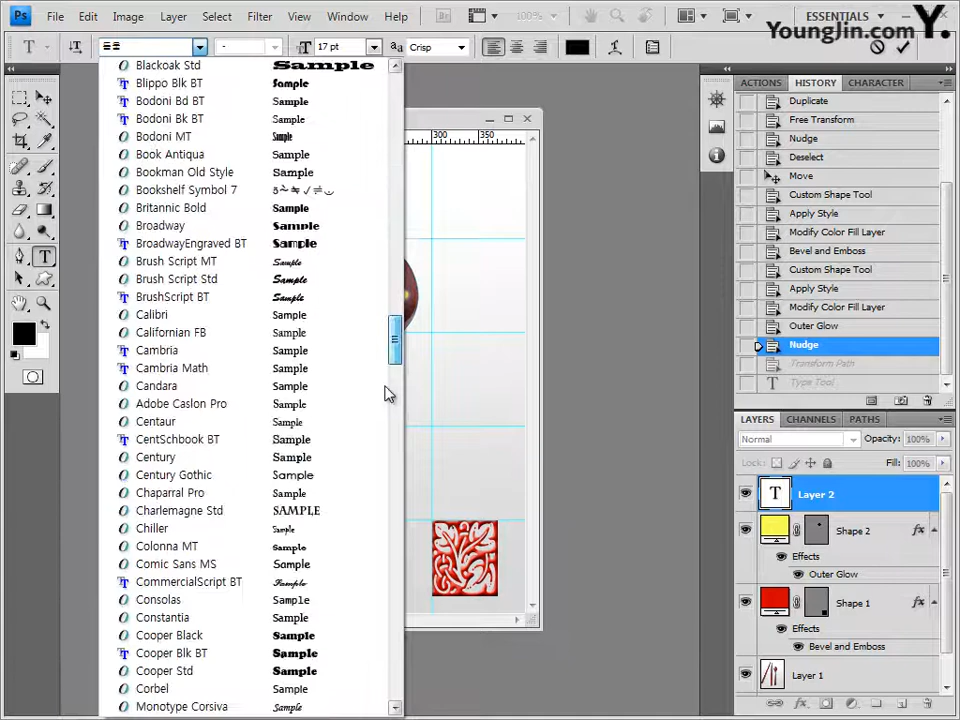 Ps File Edit Image Layer Select Filter View Window Help 100% ESSENTIALS
YoungJin.com Y.
T 돋움 - 17 pt aa Crisp
Blackoak Std Sample
Blippo Blk BT Sample
Bodoni Bd BT Sample
Bodoni Bk BT Sample
Bodoni MT Sample
Book Antiqua Sample
Bookman Old Style Sample
Bookshelf Symbol 7
Britannic Bold Sample
Broadway Sample
BroadwayEngraved BT Sample
Brush Script MT Sample
Brush Script Std Sample
BrushScript BT Sample
Calibri Sample
Californian FB Sample
Cambria Sample
Cambria Math Sample
Candara Sample
Adobe Caslon Pro Sample
Centaur Sample
CentSchbook BT Sample
Century Sample
Century Gothic Sample
Chaparral Pro Sample
Charlemagne Std SAMPLE
Chiller Sample
Colonna MT Sample
Comic Sans MS Sample
CommercialScript BT Sample
Consolas Sample
Constantia Sample
Cooper Black Sample
Cooper Blk BT Sample
Cooper Std Sample
Corbel Sample
Monotype Corsiva Sample
300 350
ACTIONS HISTORY CHARACTER
Duplicate
Free Transform
Nudge
Deselect
Move
Custom Shape Tool
Apply Style
Modify Color Fill Layer
Bevel and Emboss
Custom Shape Tool
Apply Style
Modify Color Fill Layer
Outer Glow
Nudge
Transform Path
Type Tool
LAYERS CHANNELS PATHS
Normal Opacity: 100%
Lock: Fill: 100%
T Layer 2
Shape 2 fx
Effects
Outer Glow
Shape 1 fx
Effects
Bevel and Emboss
Layer 1